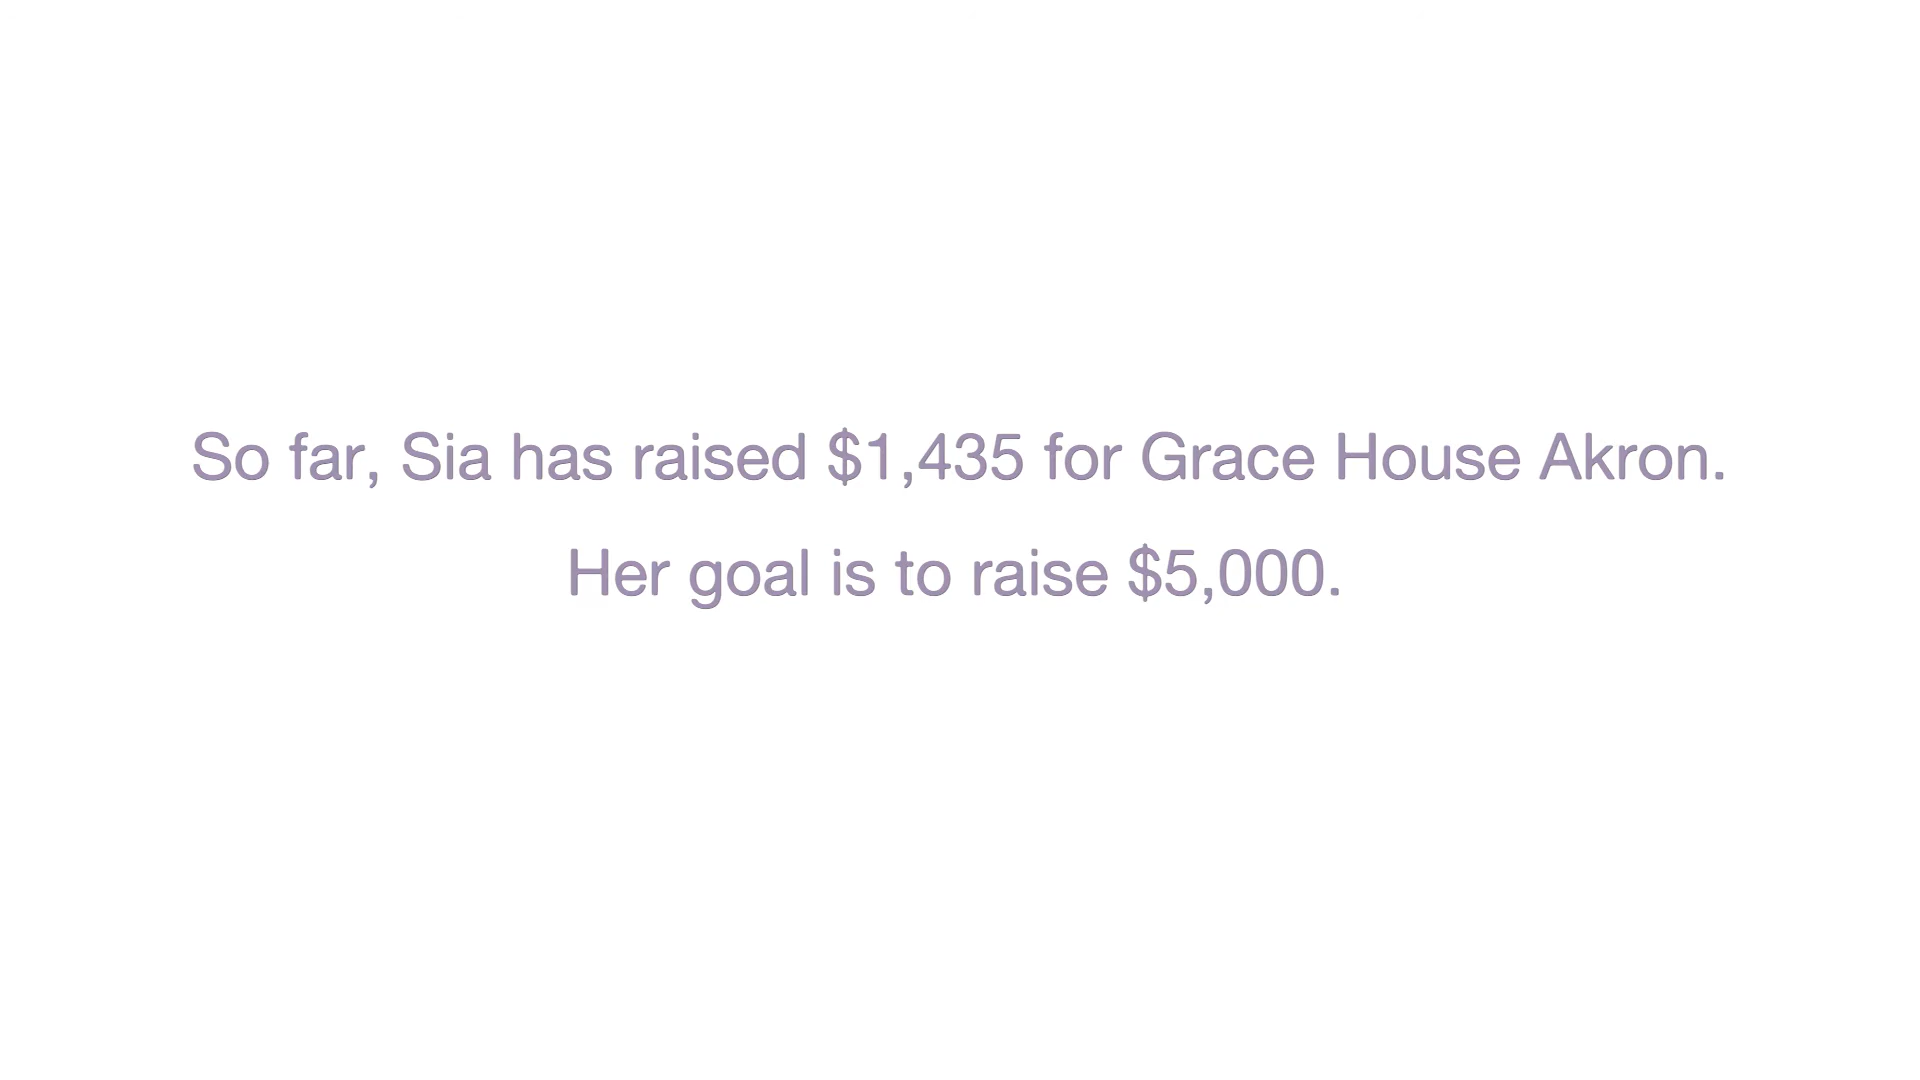 So far, Sia has raised $1,435 for Grace House Akron.
Her goal is to raise $5,000.